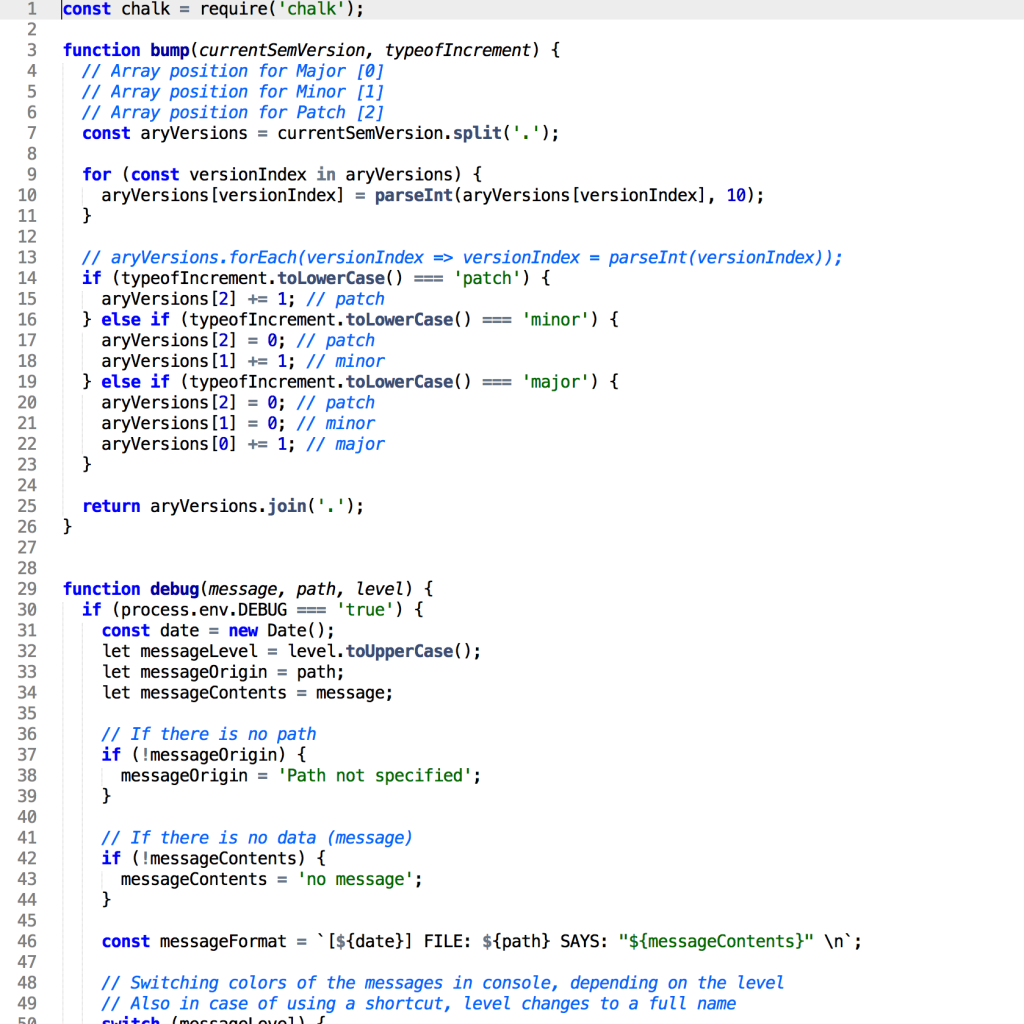 1 const chalk = require('chalk');
2
3 function bump(currentSemVersion, typeofIncrement) {
4 // Array position for Major [0]
5 // Array position for Minor [1]
6 // Array position for Patch [2]
7 const aryVersions = currentSemVersion.split('.');
8
9 for (const versionIndex in aryVersions) {
10 aryVersions[versionIndex] = parseInt(aryVersions[versionIndex], 10);
11 }
12
13 // aryVersions.forEach(versionIndex => versionIndex = parseInt(versionIndex));
14 if (typeofIncrement.toLowerCase() === 'patch') {
15 aryVersions[2] += 1; // patch
16 } else if (typeofIncrement.toLowerCase() === 'minor') {
17 aryVersions[2] = 0; // patch
18 aryVersions[1] += 1; // minor
19 } else if (typeofIncrement.toLowerCase() === 'major') {
20 aryVersions[2] = 0; // patch
21 aryVersions[1] = 0; // minor
22 aryVersions[0] += 1; // major
23 }
24
25 return aryVersions.join('.');
26 }
27
28
29 function debug(message, path, level) {
30 if (process.env.DEBUG === 'true') {
31 const date = new Date();
32 let messageLevel = level.toUpperCase();
33 let messageOrigin = path;
34 let messageContents = message;
35
36 // If there is no path
37 if (!messageOrigin) {
38 messageOrigin = 'Path not specified';
39 }
40
41 // If there is no data (message)
42 if (!messageContents) {
43 messageContents = 'no message';
44 }
45
46 const messageFormat = `[${date}] FILE: ${path} SAYS: "${messageContents}" \n`;
47
48 // Switching colors of the messages in console, depending on the level
49 // Also in case of using a shortcut, level changes to a full name
50 switch (messageLevel) {